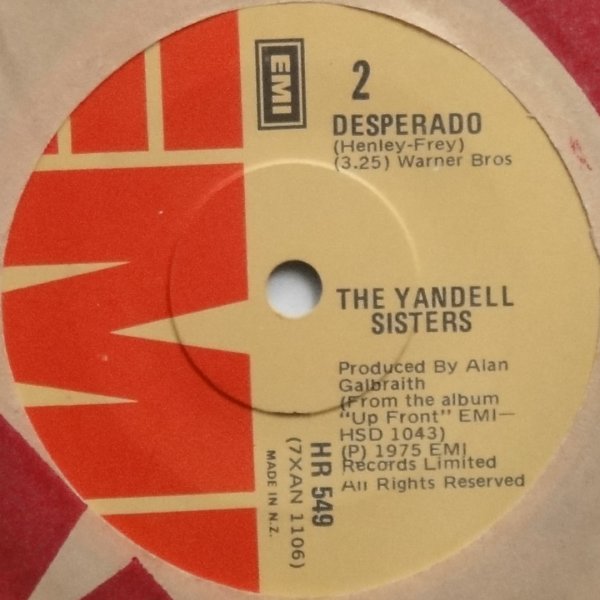 EMI
2
DESPERADO
(Henley-Frey)
(3.25) Warner Bros
THE YANDELL
SISTERS
Produced By Alan
Galbraith
(From the album
"Up Front" EMI—
HSD 1043)
(P) 1975 EMI
Records Limited
All Rights Reserved
HR 549
(7XAN 1106)
MADE IN N.Z.